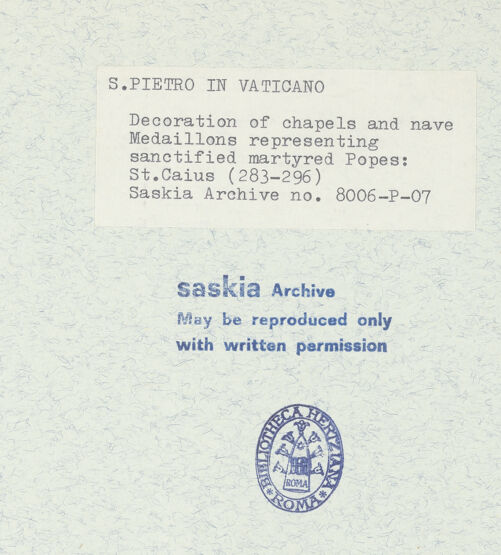 S.PIETRO IN VATICANO
Decoration of chapels and nave
Medaillons representing
sanctified martyred Popes:
St.Caius (283-296)
Saskia Archive no. 8006-P-07
saskia Archive
May be reproduced only
with written permission
BIBLIOTHECA HERTZIANA
ROMA
*ROMA*